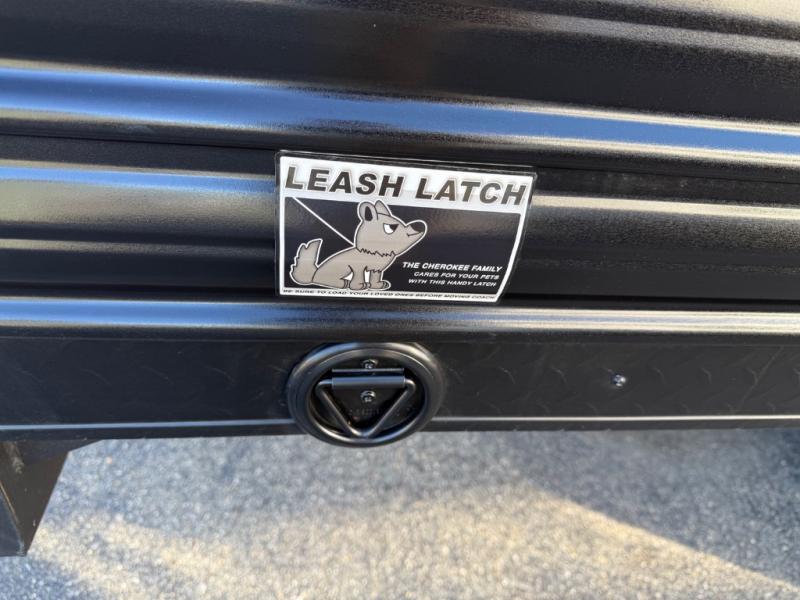 LEASH LATCH
THE CHEROKEE FAMILY
CARES FOR YOUR PETS
WITH THIS HANDY LATCH
BE SURE TO LOAD YOUR LOVED ONES BEFORE MOVING COACH